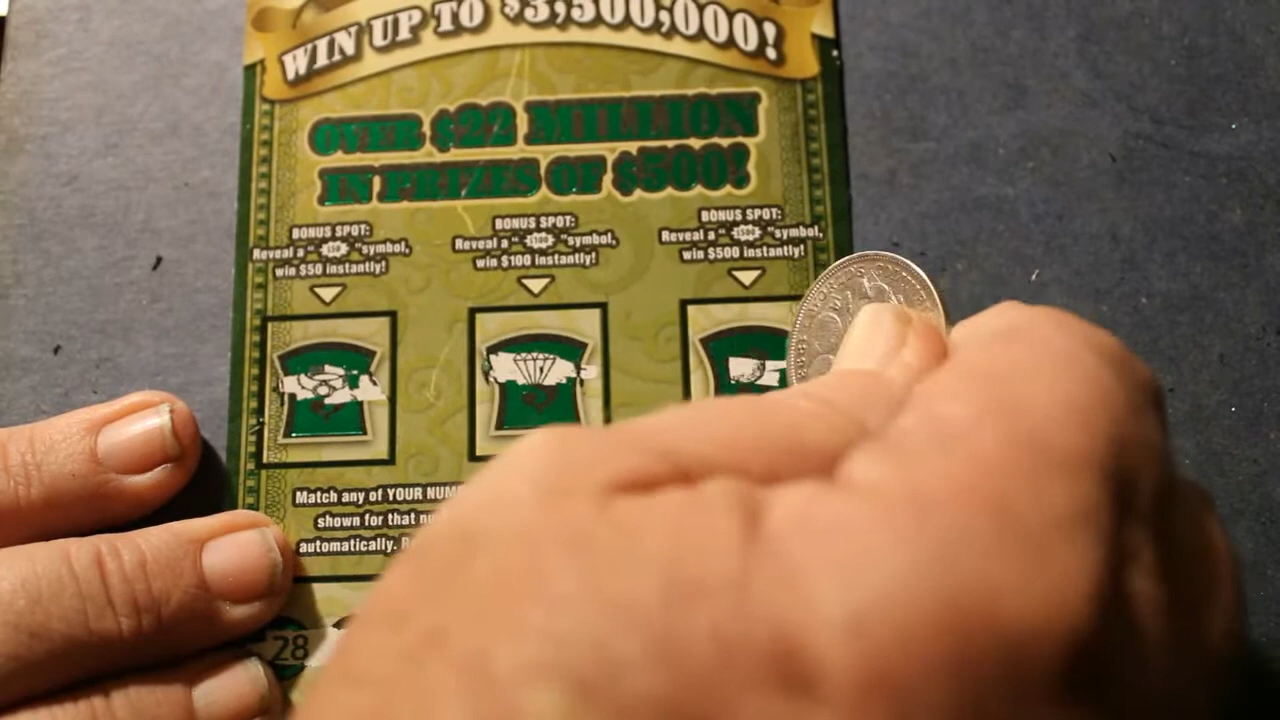 WIN UP TO $3,500,000!
OVER $22 MILLION
IN PRIZES OF $500!
BONUS SPOT:
Reveal a " $50 "symbol,
win $50 instantly!
BONUS SPOT:
Reveal a " $100 "symbol,
win $100 instantly!
BONUS SPOT:
Reveal a " $500 "symbol,
win $500 instantly!
Match any of YOUR NUM
shown for that nu
automatically. R
28